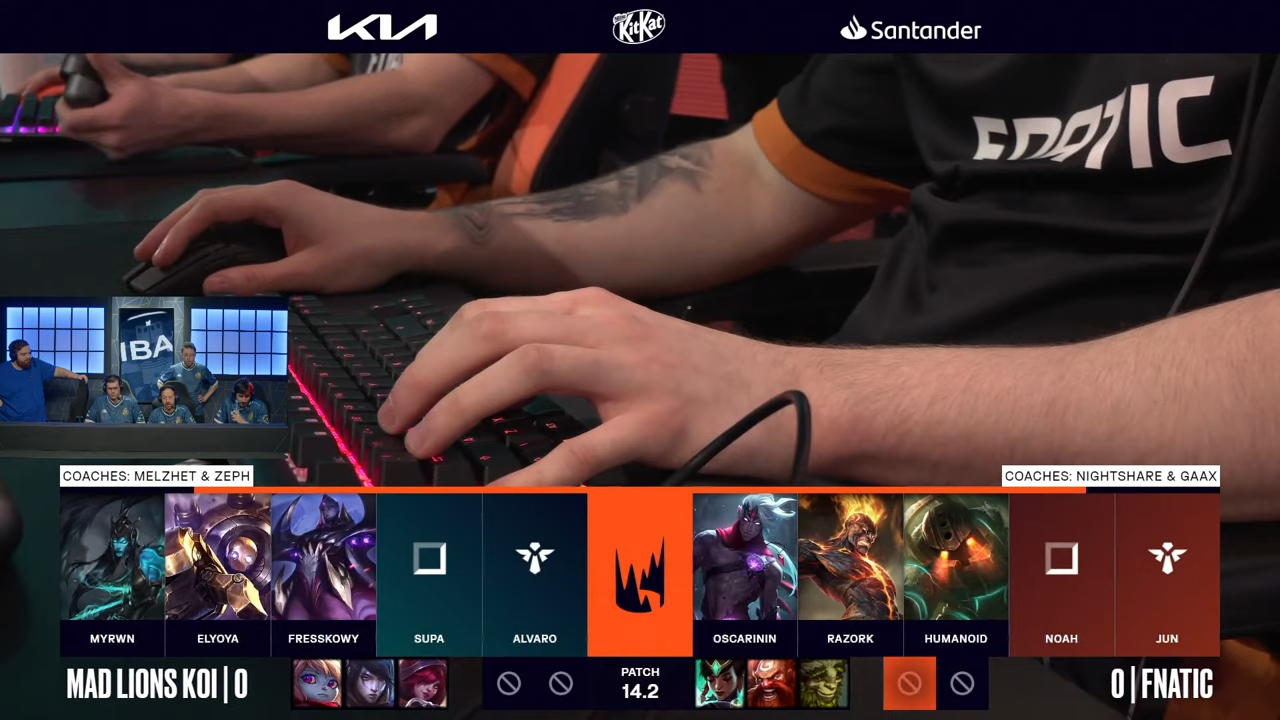 KIA
Nestlé KitKat
Santander
FNATIC
IBA
COACHES: MELZHET & ZEPH
COACHES: NIGHTSHARE & GAAX
MYRWN
ELYOYA
FRESSKOWY
SUPA
ALVARO
OSCARININ
RAZORK
HUMANOID
NOAH
JUN
MAD LIONS KOI | 0
PATCH
14.2
0 | FNATIC